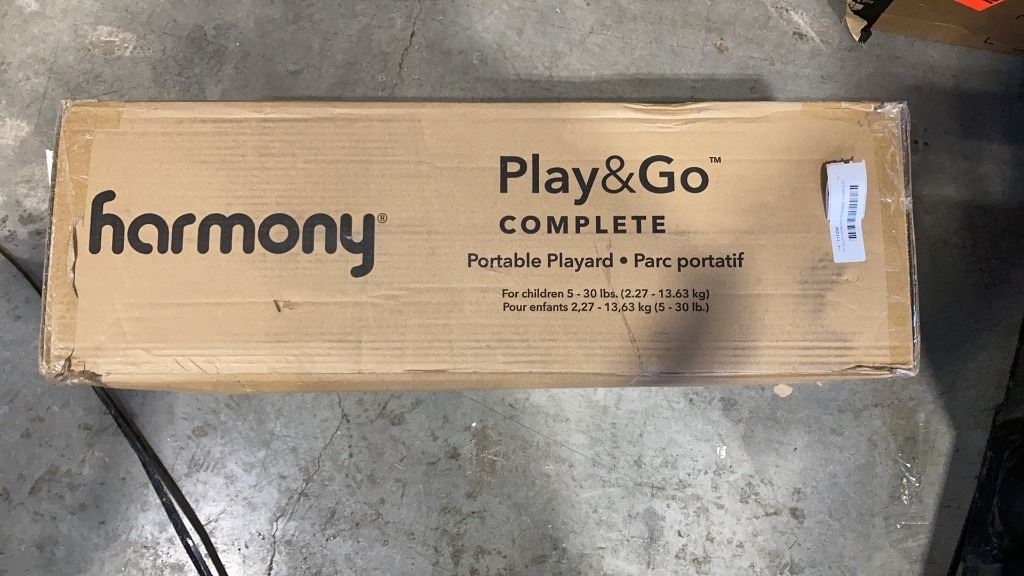 harmony®
Play&Go™
COMPLETE
Portable Playard • Parc portatif
For children 5 - 30 lbs. (2.27 - 13.63 kg)
Pour enfants 2,27 - 13,63 kg (5 - 30 lb.)